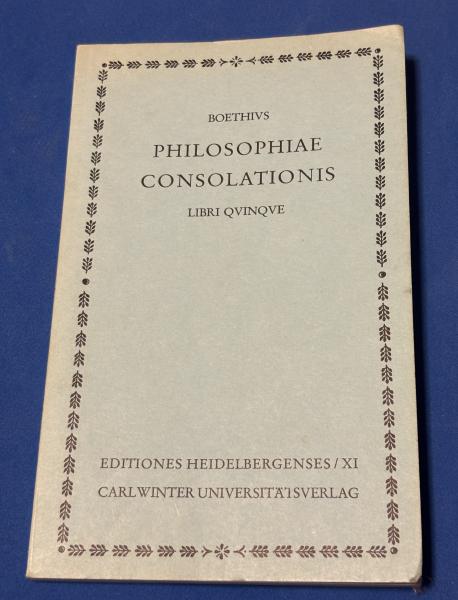 BOETHIVS
PHILOSOPHIAE
CONSOLATIONIS
LIBRI QVINQVE
EDITIONES HEIDELBERGENSES / XI
CARL WINTER UNIVERSITÄTSVERLAG